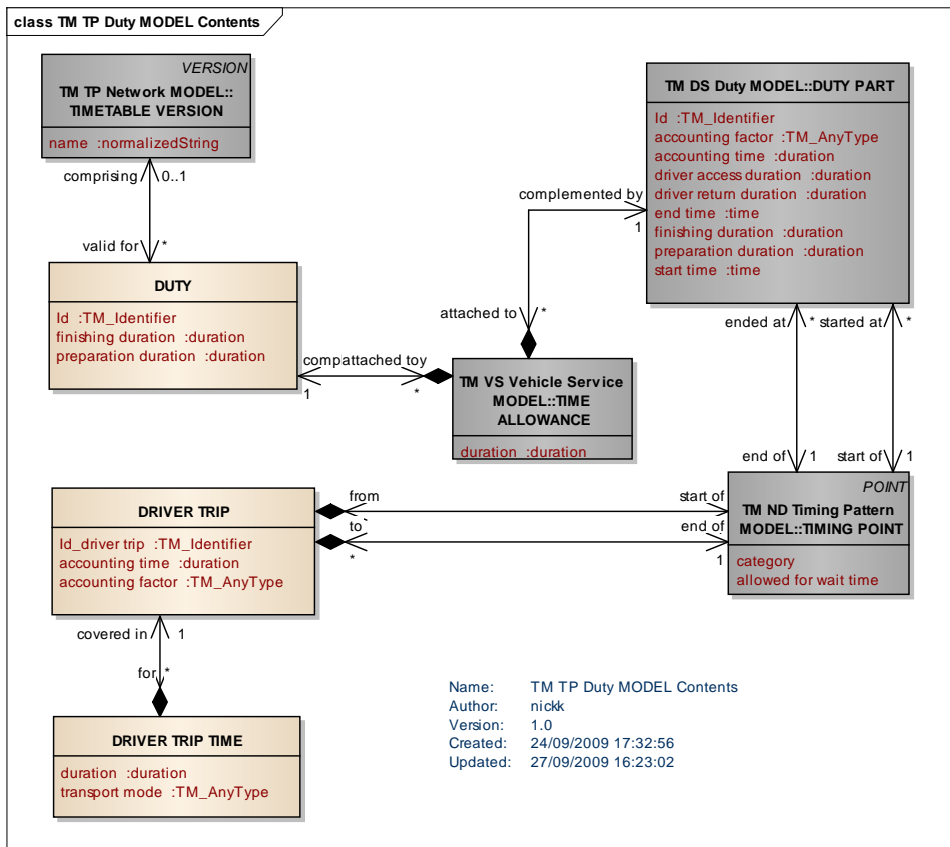 class TM TP Duty MODEL Contents
VERSION
TM TP Network MODEL::
TIMETABLE VERSION
name :normalizedString
comprising 0..1
valid for *
DUTY
Id :TM_Identifier
finishing duration :duration
preparation duration :duration
TM DS Duty MODEL::DUTY PART
Id :TM_Identifier
accounting factor :TM_AnyType
accounting time :duration
driver access duration :duration
driver return duration :duration
end time :time
finishing duration :duration
preparation duration :duration
start time :time
complemented by
1
attached to *
ended at * started at *
attached toy
1 *
TM VS Vehicle Service
MODEL::TIME
ALLOWANCE
duration :duration
end of 1 start of 1
POINT
TM ND Timing Pattern
MODEL::TIMING POINT
category
allowed for wait time
DRIVER TRIP
Id_driver trip :TM_Identifier
accounting time :duration
accounting factor :TM_AnyType
from start of
to end of
* 1
covered in 1
for *
DRIVER TRIP TIME
duration :duration
transport mode :TM_AnyType
Name: TM TP Duty MODEL Contents
Author: nickk
Version: 1.0
Created: 24/09/2009 17:32:56
Updated: 27/09/2009 16:23:02